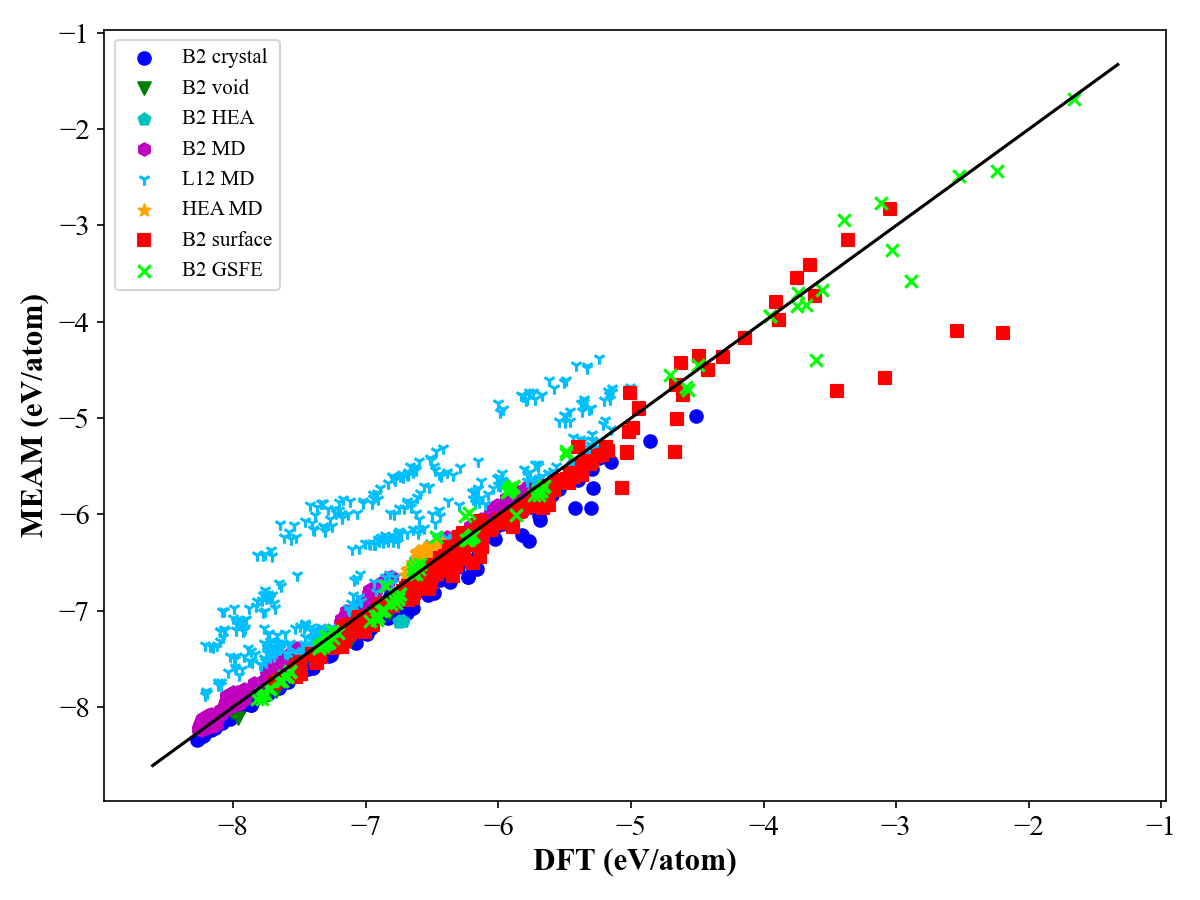 −1
−2
−3
−4
−5
−6
−7
−8
MEAM (eV/atom)
B2 crystal
B2 void
B2 HEA
B2 MD
L12 MD
HEA MD
B2 surface
B2 GSFE
−8 −7 −6 −5 −4 −3 −2 −1
DFT (eV/atom)